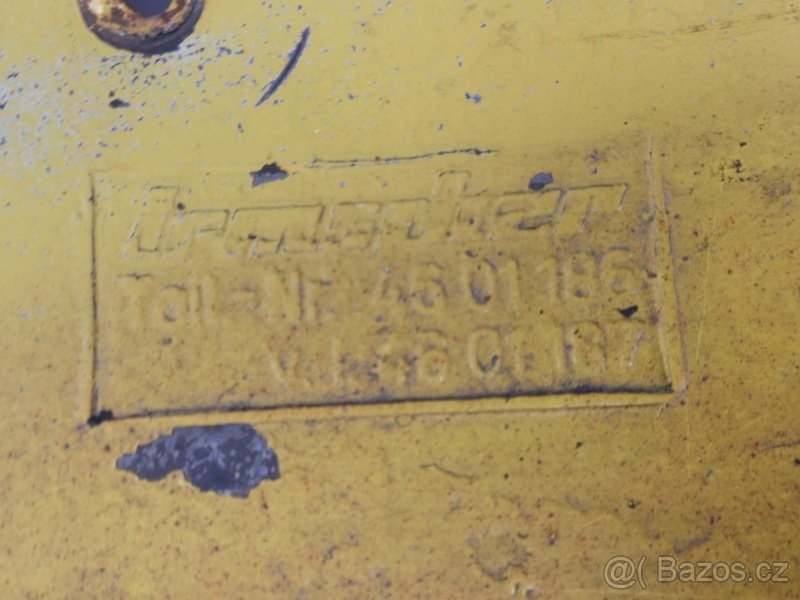 Irmscher
Teil-Nr. 46 01 186
V.I. 46 01 187
@( Bazos.cz